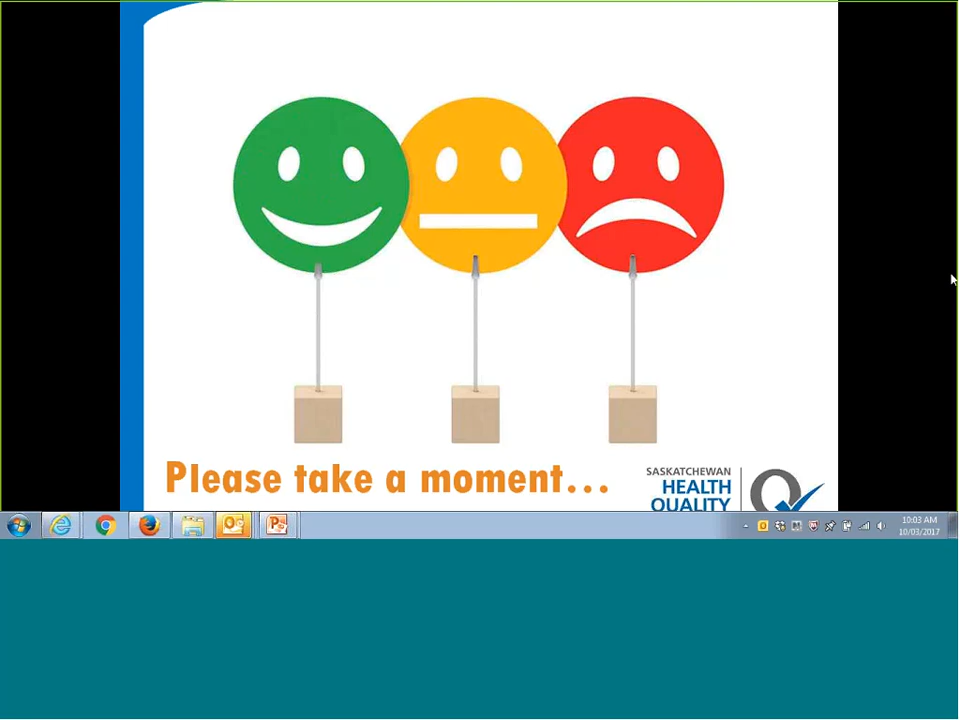 Please take a moment...
SASKATCHEWAN
HEALTH
QUALITY
10:03 AM
10/03/2017